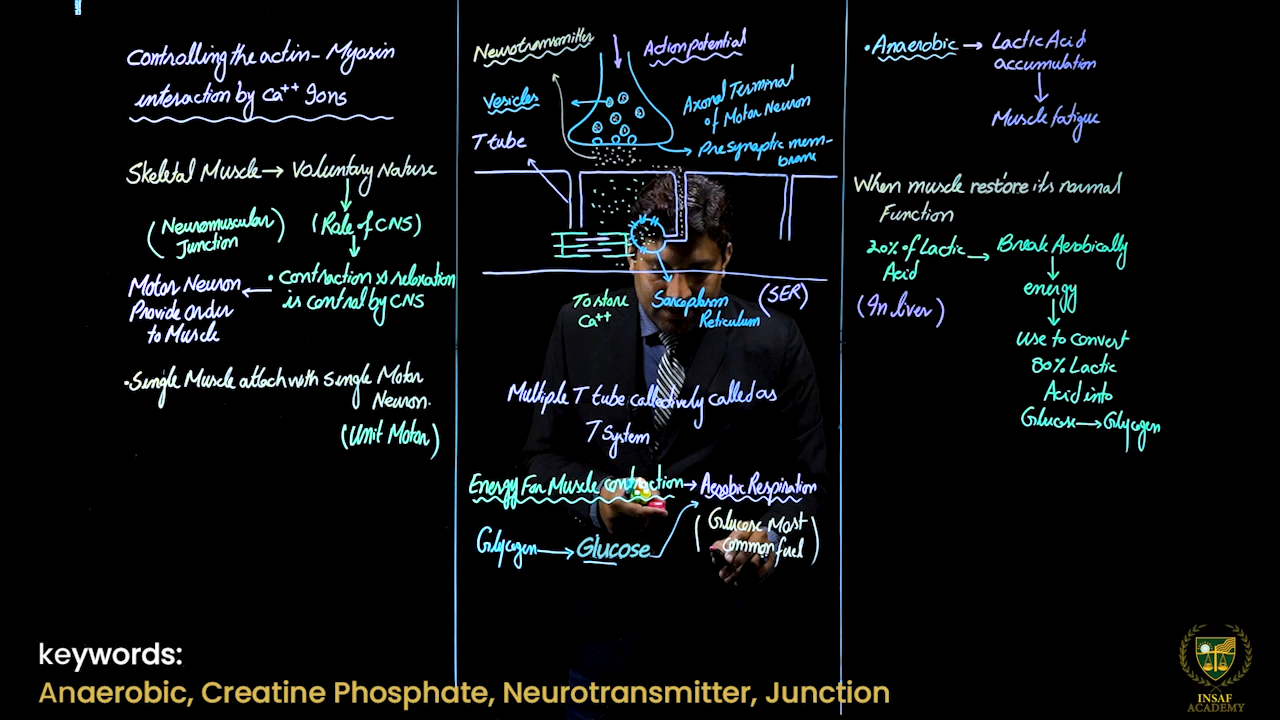 Controlling the actin - Myosin
interaction by Ca++ Ions
Skeletal Muscle → Voluntary Nature
(Neuromuscular Junction)
(Role of CNS)
• Contraction & relaxation
is control by CNS
Motor Neuron
Provide order
to Muscle
• Single Muscle attach with Single Motor
Neuron.
(Unit Motor)
Neurotransmitter
Action potential
Vesicles
Axonal Terminal
of Motor Neuron
T tube
Presynaptic mem-
brane
To store
Ca++
Sarcoplasm
Reticulum
(SER)
Multiple T tube collectively called as
T System
Energy For Muscle contraction → Aerobic Respiration
Glycogen → Glucose
(Glucose Most
common fuel)
• Anaerobic → Lactic Acid
accumulation
Muscle fatigue
When muscle restore its normal
Function
20% of Lactic → Break Aerobically
Acid
(In liver)
energy
use to convert
80% Lactic
Acid into
Glucose → Glycogen
keywords:
Anaerobic, Creatine Phosphate, Neurotransmitter, Junction
INSAF
ACADEMY